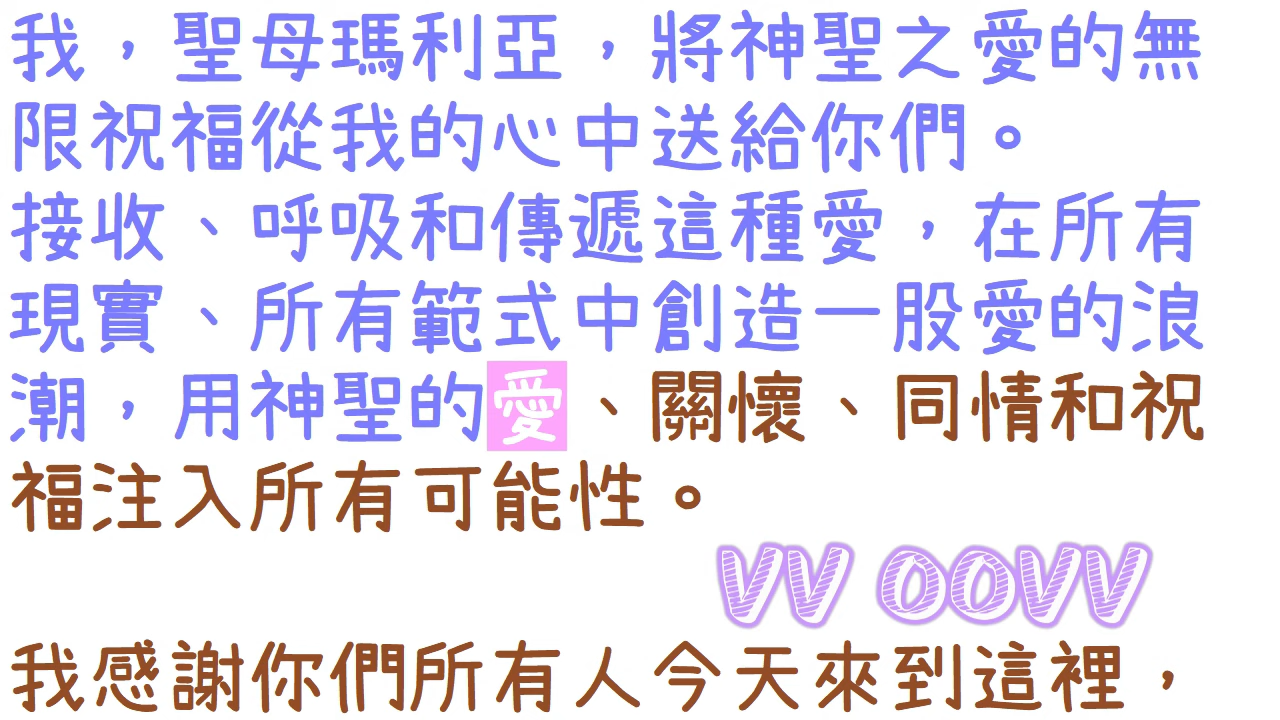 我，聖母瑪利亞，將神聖之愛的無
限祝福從我的心中送給你們。
接收、呼吸和傳遞這種愛，在所有
現實、所有範式中創造一股愛的浪
潮，用神聖的愛、關懷、同情和祝
福注入所有可能性。
VV OOVV
我感謝你們所有人今天來到這裡，